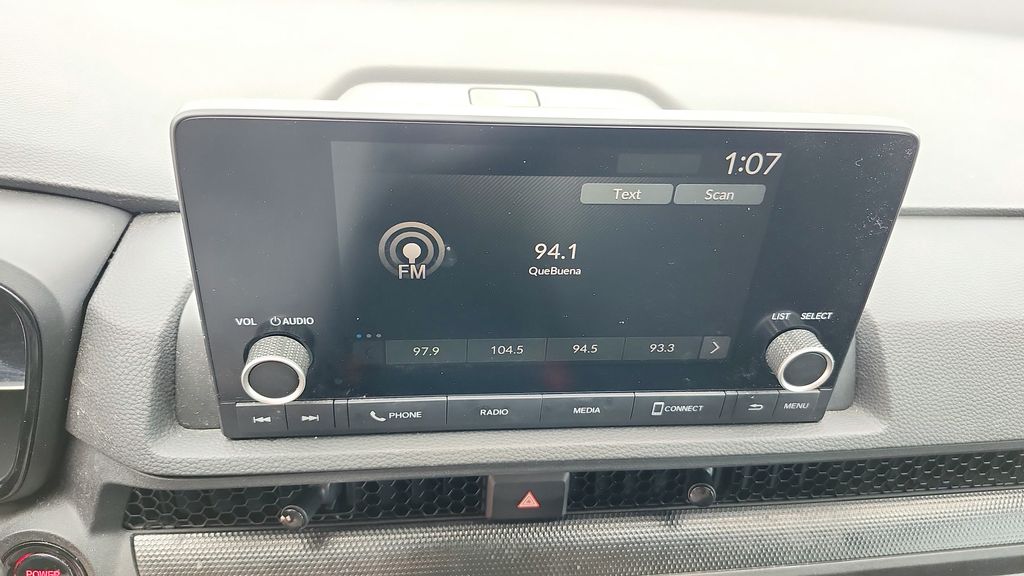 1:07
Text Scan
94.1
FM
QueBuena
VOL AUDIO
LIST SELECT
97.9 104.5 94.5 93.3
PHONE RADIO MEDIA CONNECT MENU
POWER